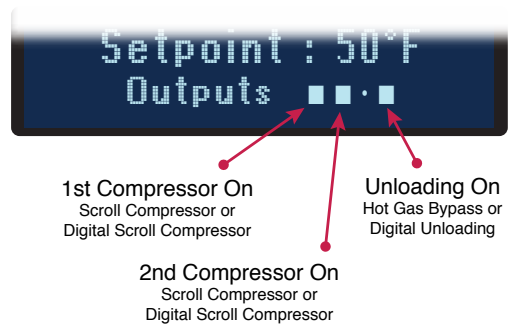 Setpoint : 50°F
Outputs ■■·■
1st Compressor On
Scroll Compressor or
Digital Scroll Compressor
Unloading On
Hot Gas Bypass or
Digital Unloading
2nd Compressor On
Scroll Compressor or
Digital Scroll Compressor